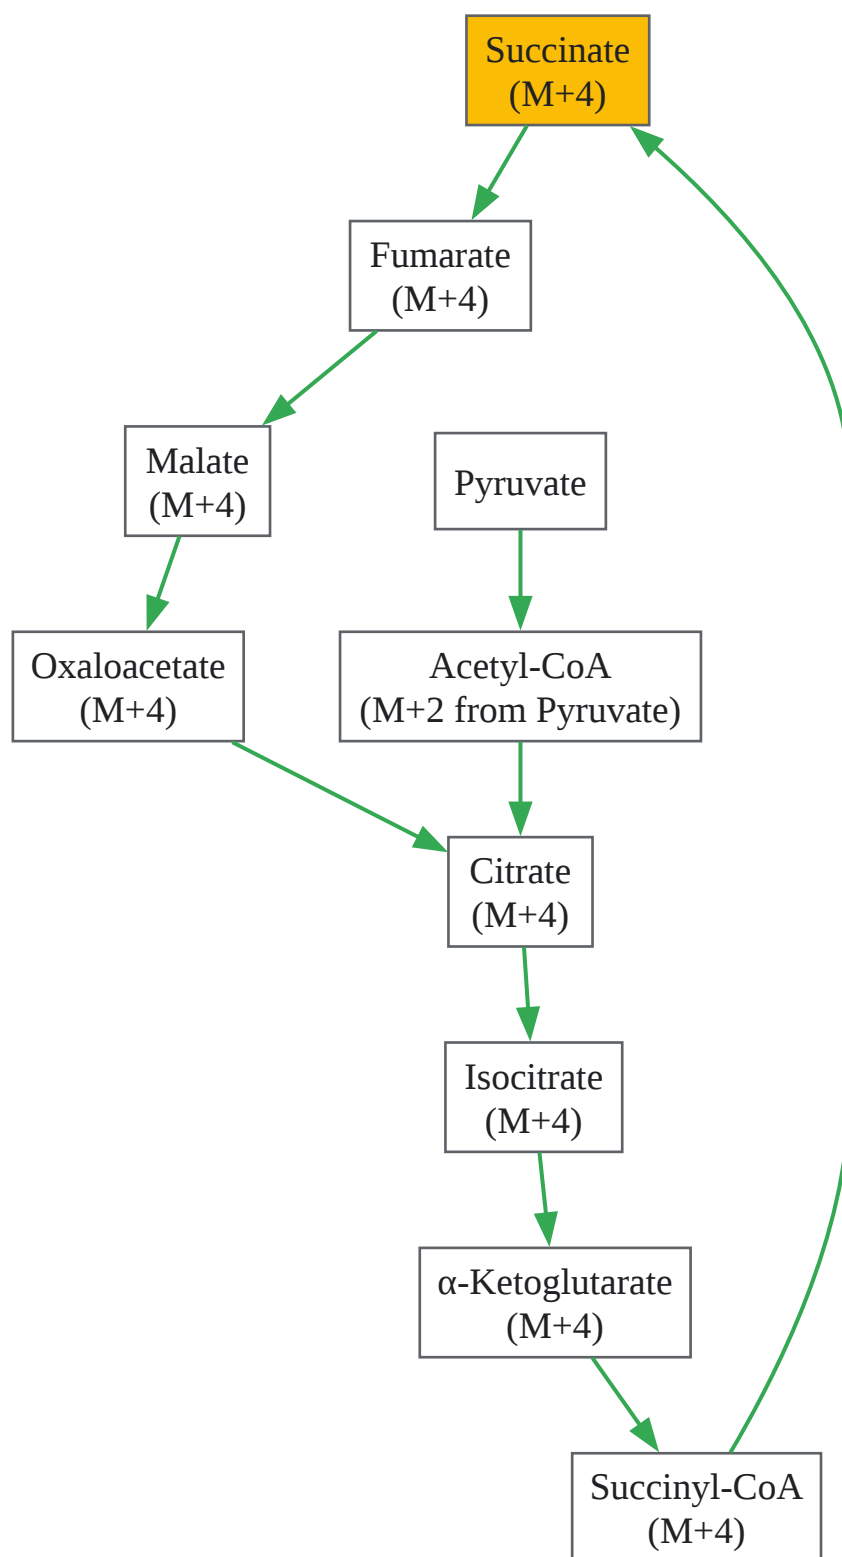 Succinate
(M+4)
Fumarate
(M+4)
Malate
(M+4)
Pyruvate
Oxaloacetate
(M+4)
Acetyl-CoA
(M+2 from Pyruvate)
Citrate
(M+4)
Isocitrate
(M+4)
α-Ketoglutarate
(M+4)
Succinyl-CoA
(M+4)